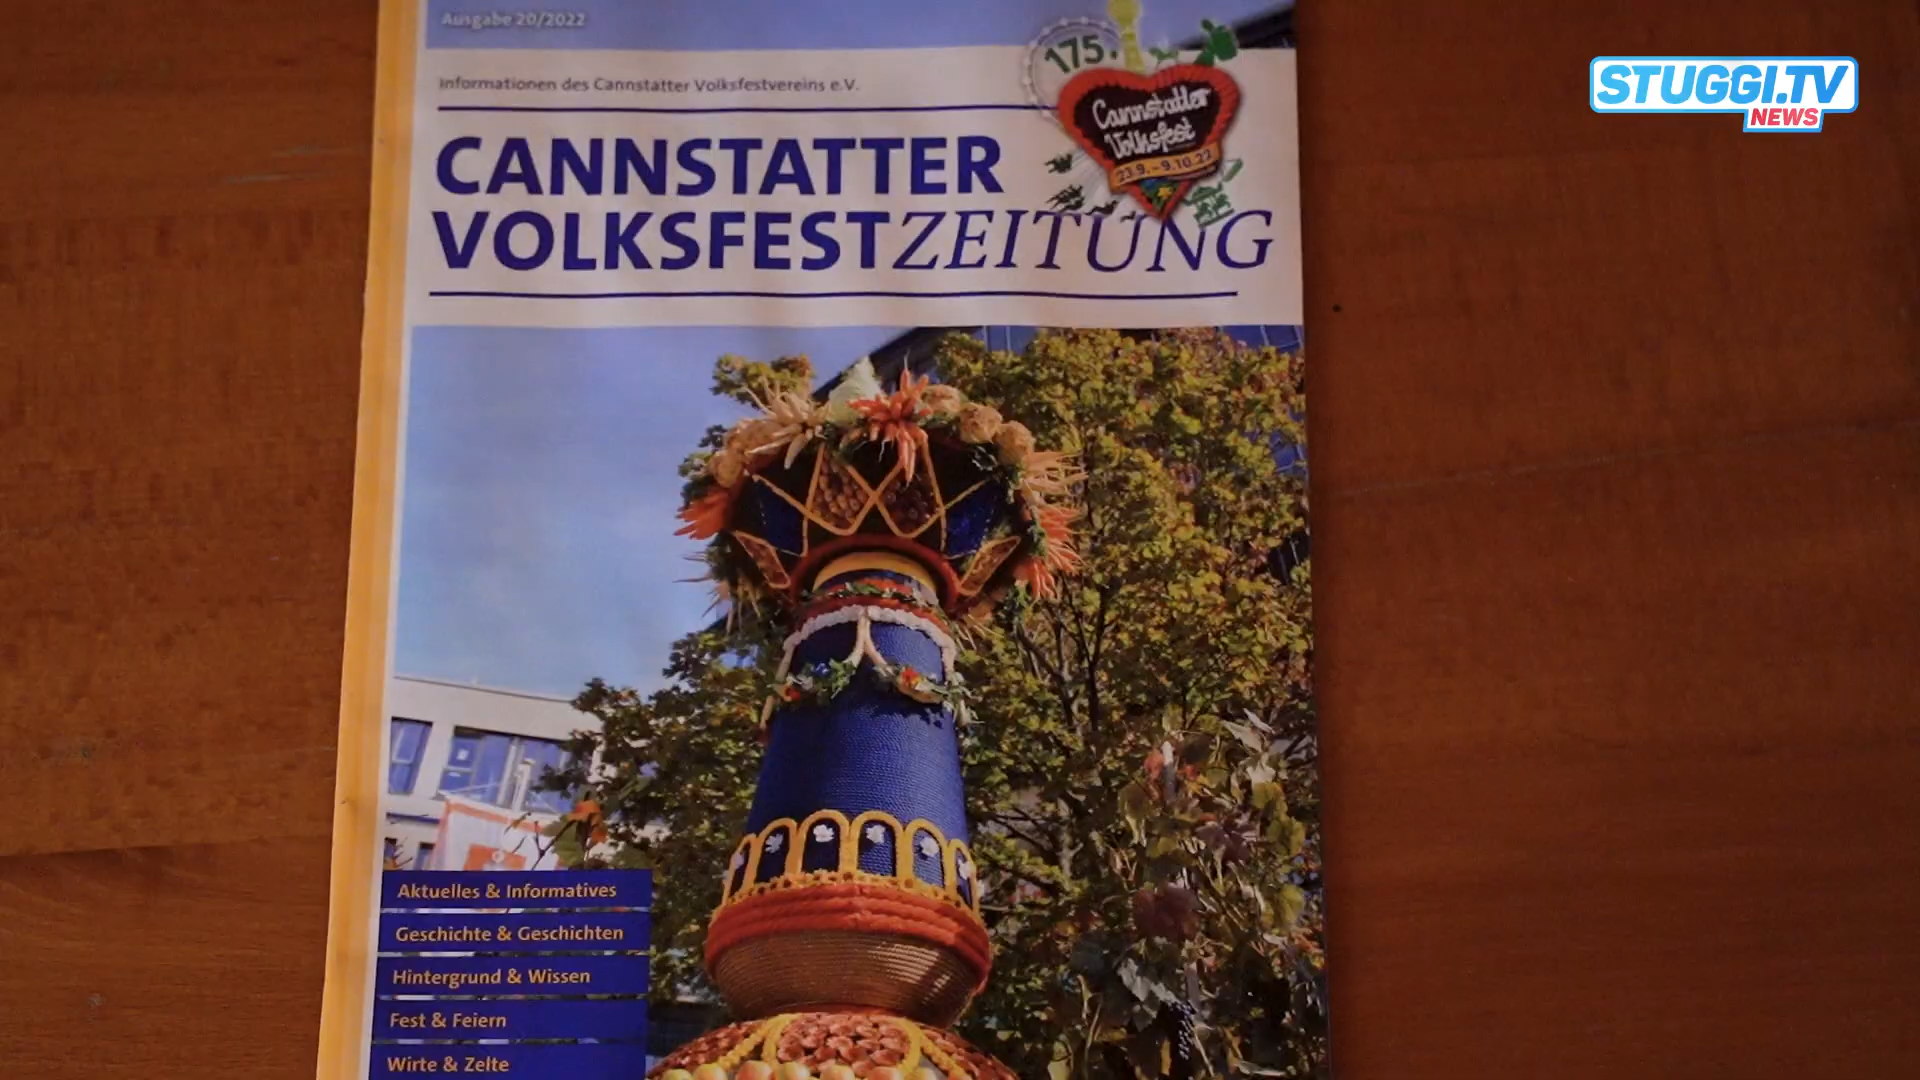 Ausgabe 20/2022
Informationen des Cannstatter Volksfestvereins e.V.
175.
Cannstatter
Volksfest
23.9. – 9.10.22
CANNSTATTER
VOLKSFESTZEITUNG
STUGGI.TV
NEWS
Aktuelles & Informatives
Geschichte & Geschichten
Hintergrund & Wissen
Fest & Feiern
Wirte & Zelte